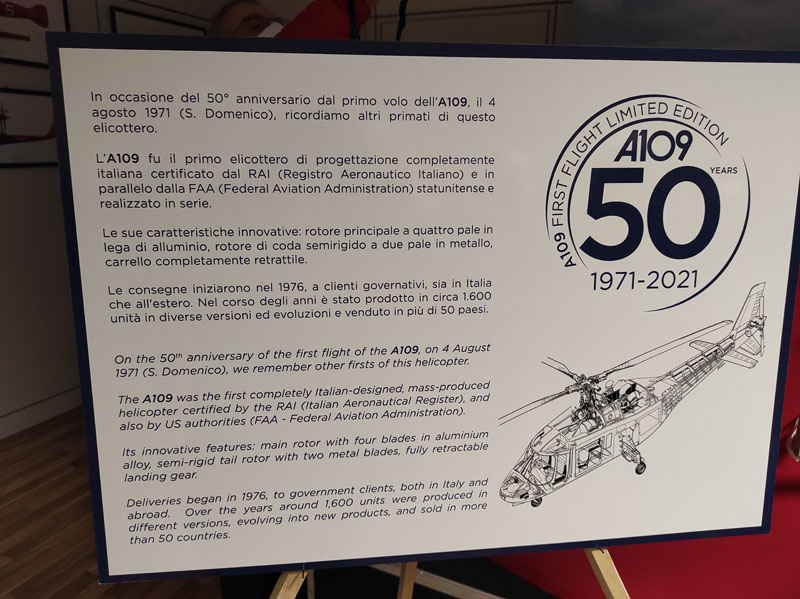 In occasione del 50° anniversario dal primo volo dell'A109, il 4
agosto 1971 (S. Domenico), ricordiamo altri primati di questo
elicottero.
L'A109 fu il primo elicottero di progettazione completamente
italiana certificato dal RAI (Registro Aeronautico Italiano) e in
parallelo dalla FAA (Federal Aviation Administration) statunitense e
realizzato in serie.
Le sue caratteristiche innovative: rotore principale a quattro pale in
lega di alluminio, rotore di coda semirigido a due pale in metallo,
carrello completamente retrattile.
Le consegne iniziarono nel 1976, a clienti governativi, sia in Italia
che all'estero. Nel corso degli anni è stato prodotto in circa 1.600
unità in diverse versioni ed evoluzioni e venduto in più di 50 paesi.
On the 50th anniversary of the first flight of the A109, on 4 August
1971 (S. Domenico), we remember other firsts of this helicopter.
The A109 was the first completely Italian-designed, mass-produced
helicopter certified by the RAI (Italian Aeronautical Register), and
also by US authorities (FAA - Federal Aviation Administration).
Its innovative features: main rotor with four blades in aluminium
alloy, semi-rigid tail rotor with two metal blades, fully retractable
landing gear.
Deliveries began in 1976, to government clients, both in Italy and
abroad. Over the years around 1,600 units were produced in
different versions, evolving into new products, and sold in more
than 50 countries.
A109 FIRST FLIGHT LIMITED EDITION
A109
50
YEARS
1971-2021